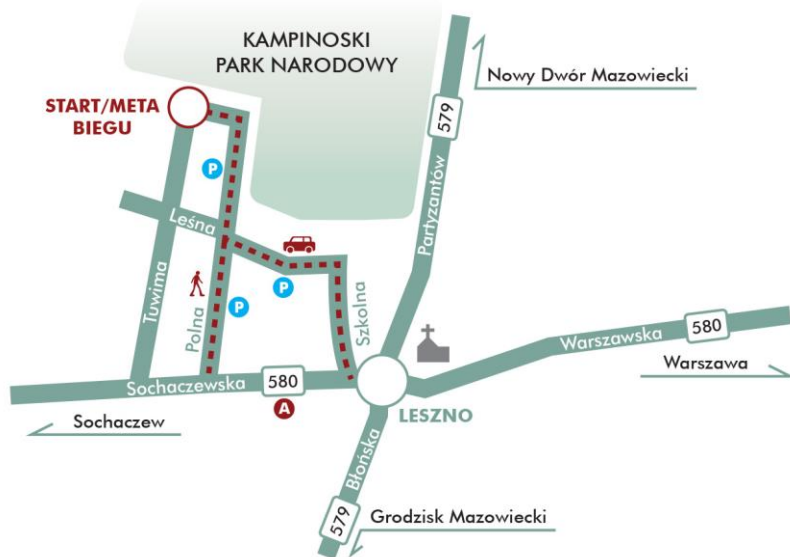 KAMPINOSKI
PARK NARODOWY
START/META
BIEGU
Nowy Dwór Mazowiecki
579
Partyzantów
P
Leśna
P
P
Tuwima
Polna
Szkolna
Warszawska
580
Warszawa
Sochaczewska
580
A
LESZNO
Sochaczew
Błońska
579
Grodzisk Mazowiecki